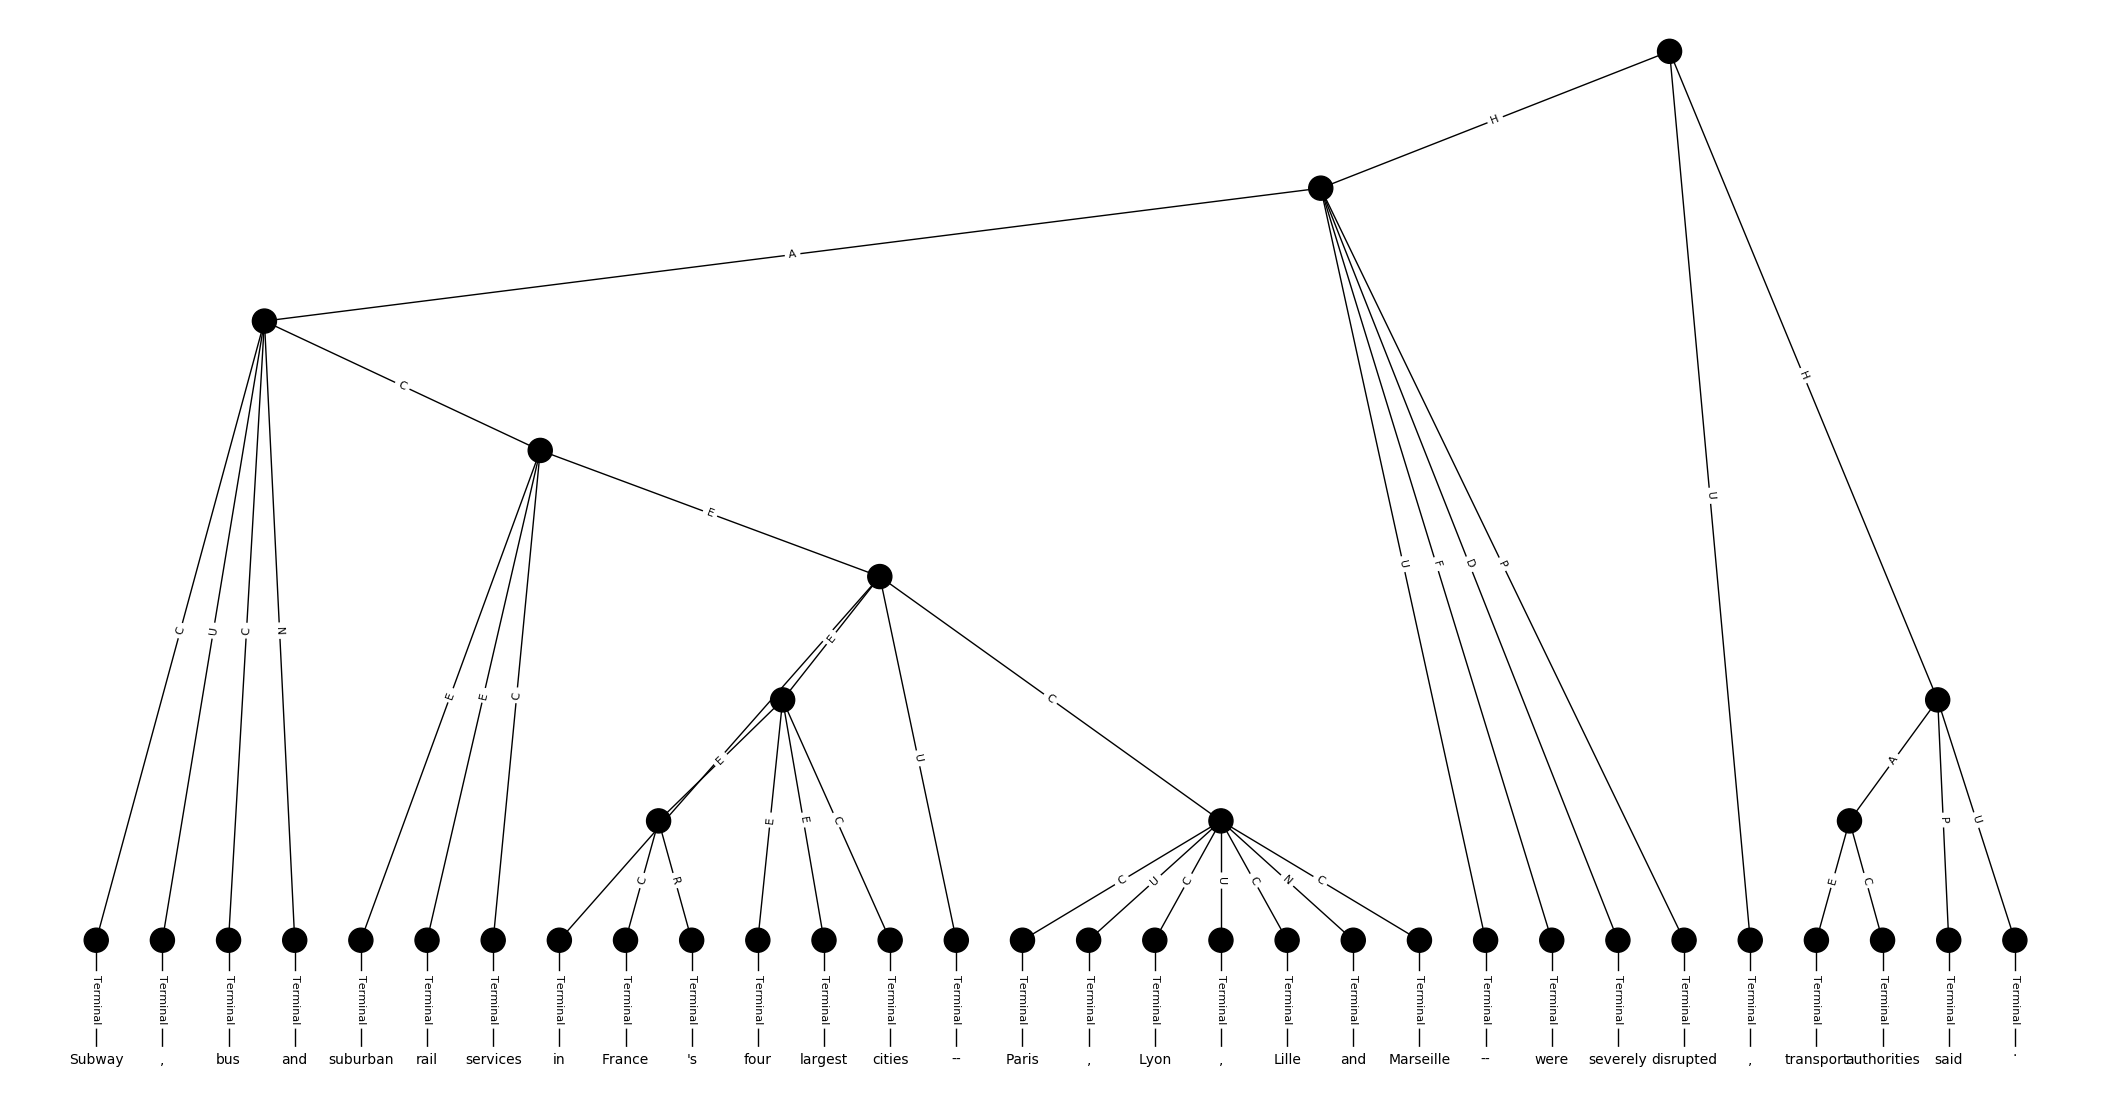 H
A
H
C
U
E
U F D P
C U C N E
E E C C
E U A
E E C P U
C R C U C U C N C E C
Terminal Terminal Terminal Terminal Terminal Terminal Terminal Terminal Terminal Terminal Terminal Terminal Terminal Terminal Terminal Terminal Terminal Terminal Terminal Terminal Terminal Terminal Terminal Terminal Terminal Terminal Terminal Terminal Terminal Terminal
Subway , bus and suburban rail services in France 's four largest cities -- Paris , Lyon , Lille and Marseille -- were severely disrupted , transport authorities said .